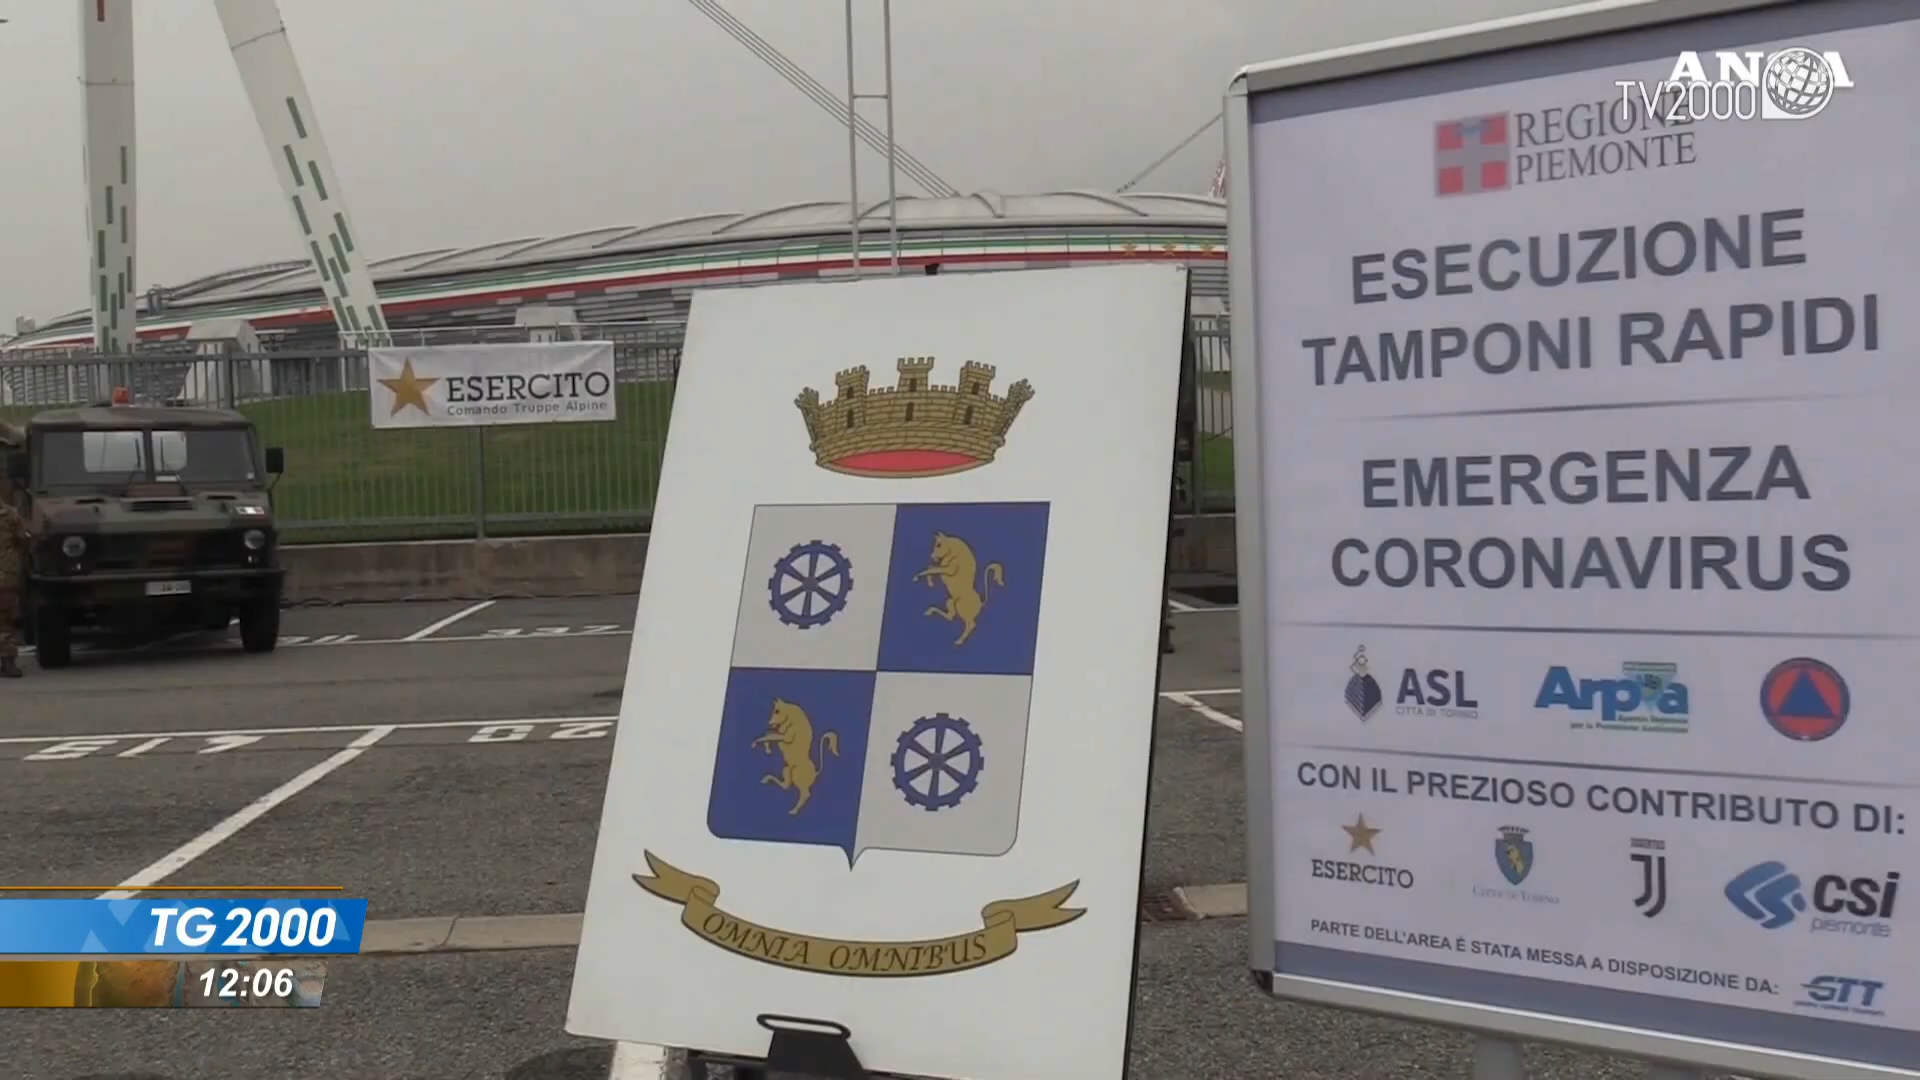 ANSA
TV2000
REGIONE
PIEMONTE
ESECUZIONE
TAMPONI RAPIDI
EMERGENZA
CORONAVIRUS
ASL
CITTÀ DI TORINO
Arpa
CON IL PREZIOSO CONTRIBUTO DI:
ESERCITO
CITTÀ DI TORINO
JUVENTUS
CSI
piemonte
PARTE DELL'AREA È STATA MESSA A DISPOSIZIONE DA:
GTT
ESERCITO
Comando Truppe Alpine
OMNIA OMNIBUS
TG 2000
12:06